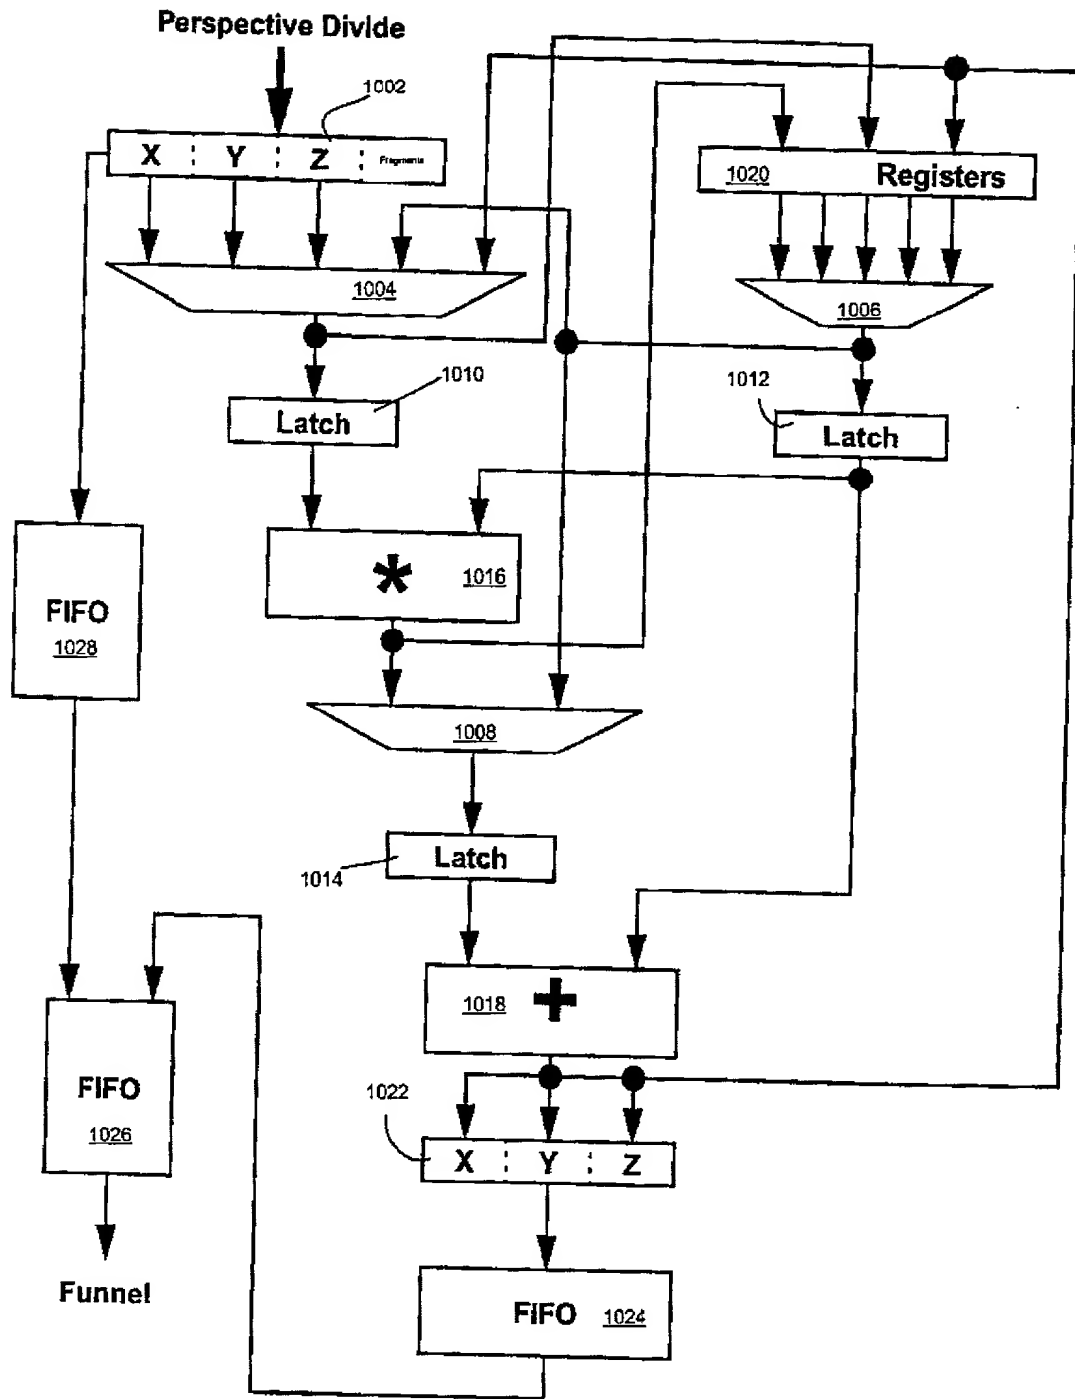 Perspective Divide
1002
X Y Z Fragments
1020 Registers
1004
1006
1010
1012
Latch
Latch
* 1016
FIFO
1028
1008
Latch
1014
1018 +
FIFO
1026
1022
X Y Z
Funnel
FIFO 1024